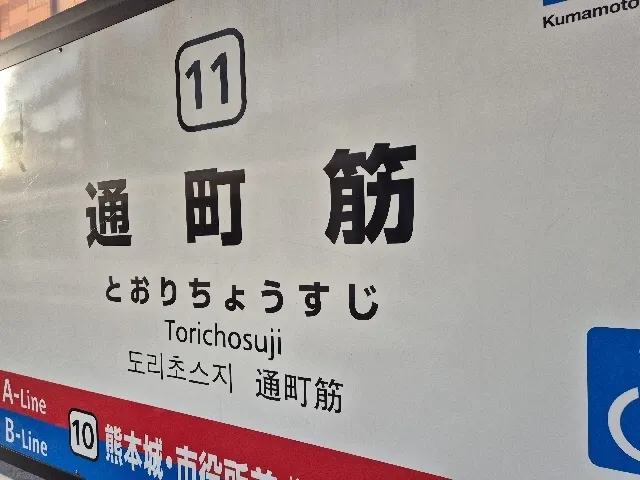 Kumamoto
11
通町筋
とおりちょうすじ
Torichosuji
도리초스지 通町筋
A-Line
B-Line
10 熊本城・市役所前